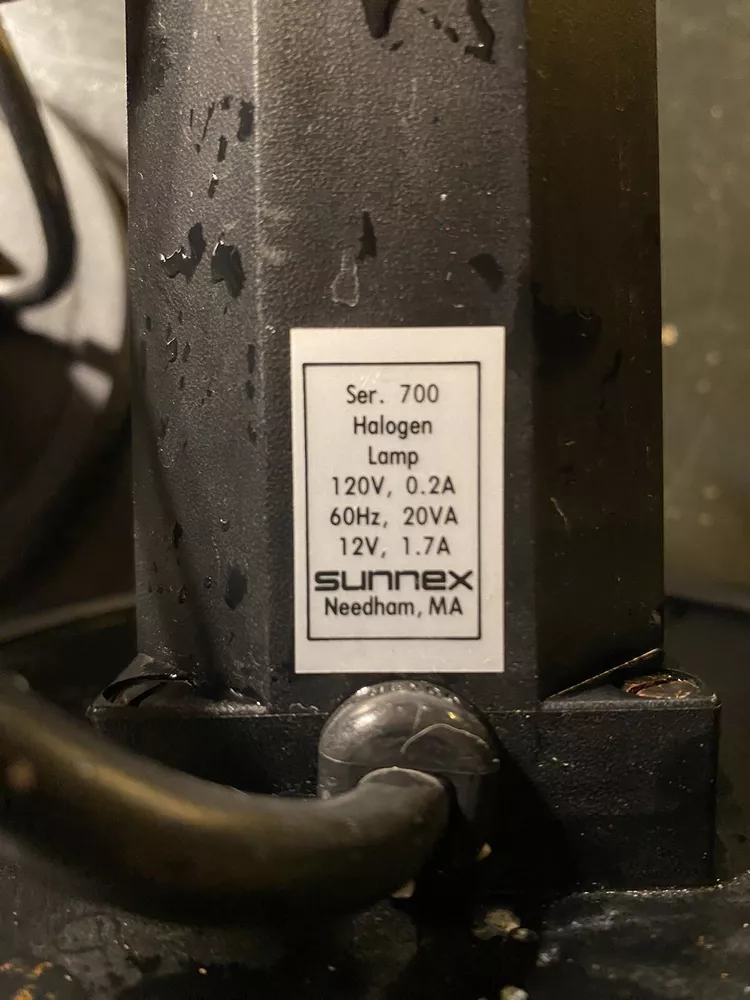 Ser. 700
Halogen
Lamp
120V, 0.2A
60Hz, 20VA
12V, 1.7A
sunnex
Needham, MA